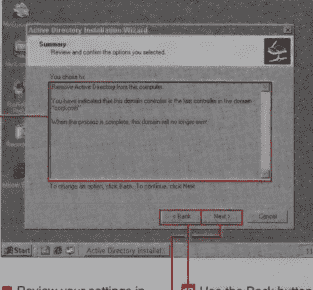 Active Directory Installation Wizard
Summary
Review and confirm the options you selected.
You chose to:
Remove Active Directory from this computer.
You have indicated that this domain controller is the last controller in the domain
When the process is complete, this domain will no longer exist.
To change an option, click Back. To continue, click Next.
< Back Next > Cancel
Start Active Directory Installat
Review your settings in
Use the Back button